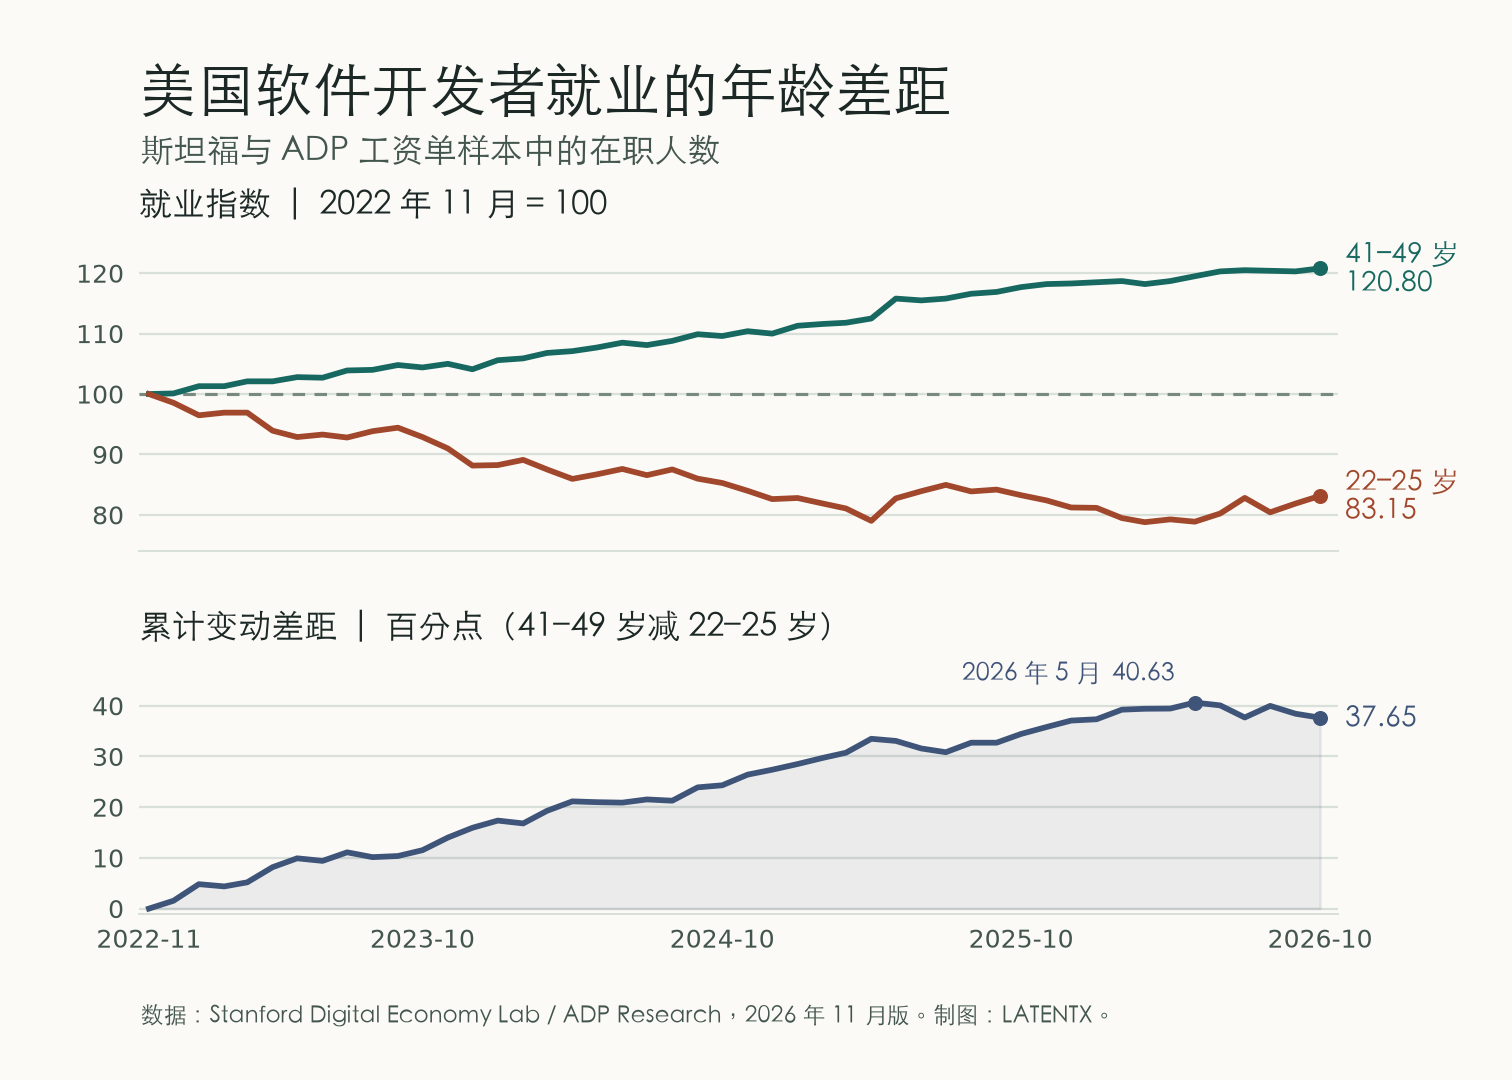 美国软件开发者就业的年龄差距
斯坦福与 ADP 工资单样本中的在职人数
就业指数 | 2022 年 11 月 = 100
41–49 岁
120.80
120
110
100
90
80
22–25 岁
83.15
累计变动差距 | 百分点（41–49 岁减 22–25 岁）
2026 年 5 月 40.63
37.65
40
30
20
10
0
2022-11 2023-10 2024-10 2025-10 2026-10
数据：Stanford Digital Economy Lab / ADP Research，2026 年 11 月版。制图：LATENTX。